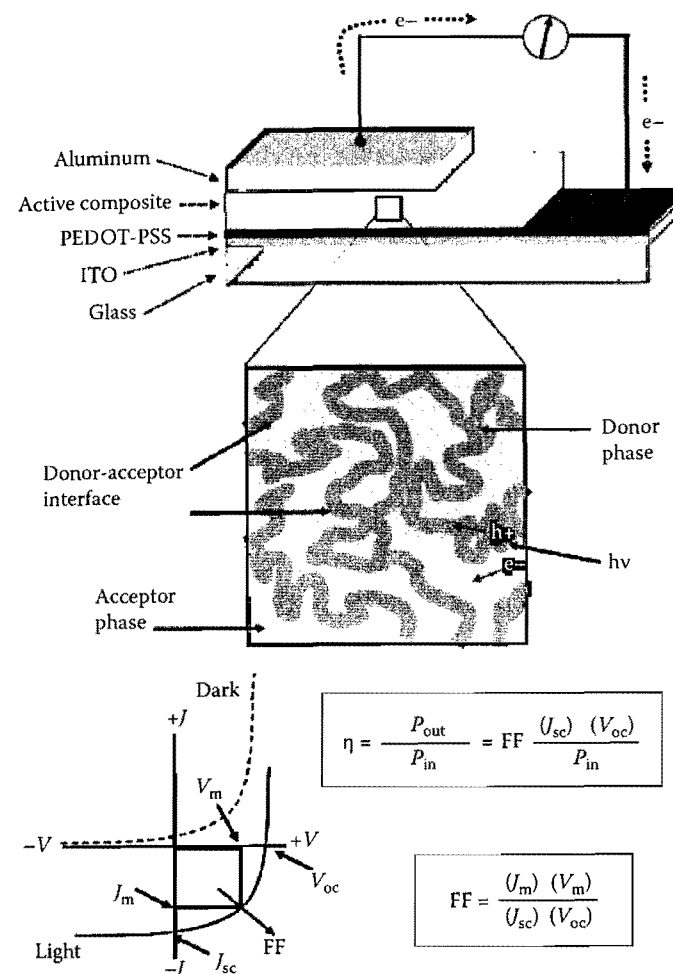 e–
e–
Aluminum
Active composite
PEDOT-PSS
ITO
Glass
Donor
phase
Donor-acceptor
interface
h+
hν
e–
Acceptor
phase
Dark
+J
V_m
–V
+V
V_oc
J_m
FF
Light
J_sc
–J
η = P_out / P_in = FF (J_sc) (V_oc) / P_in
FF = (J_m) (V_m) / (J_sc) (V_oc)